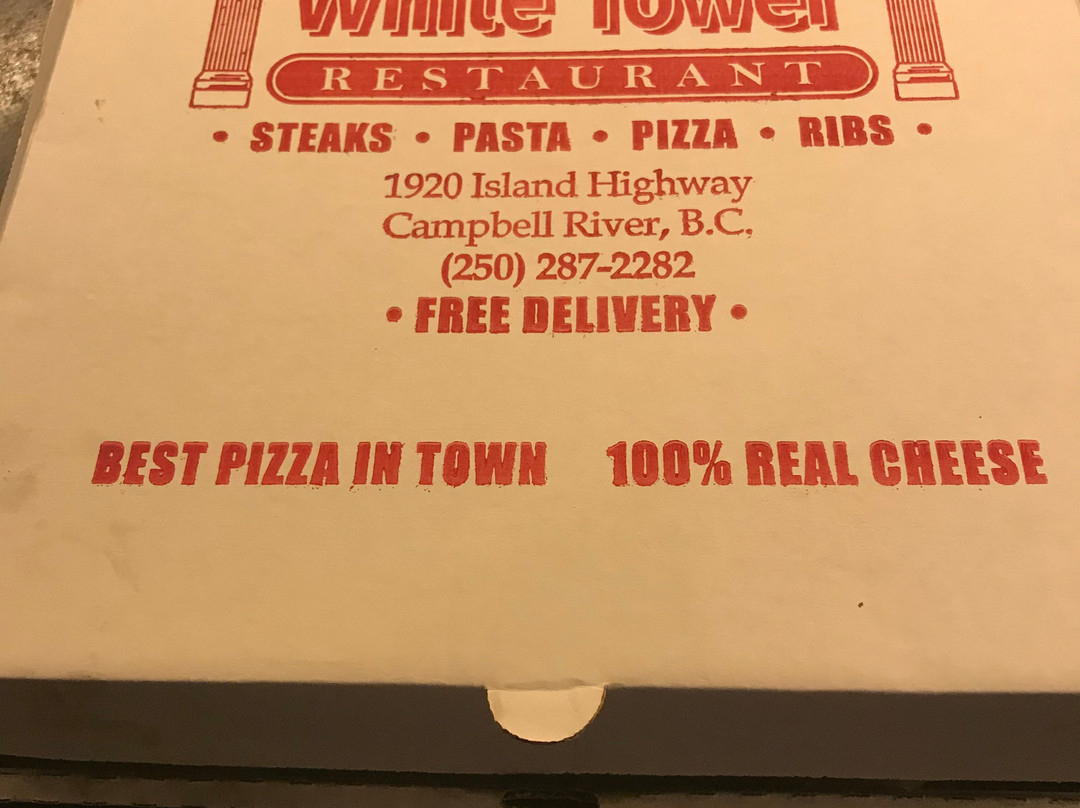 White Tower
RESTAURANT
• STEAKS • PASTA • PIZZA • RIBS •
1920 Island Highway
Campbell River, B.C.
(250) 287-2282
• FREE DELIVERY •
BEST PIZZA IN TOWN 100% REAL CHEESE